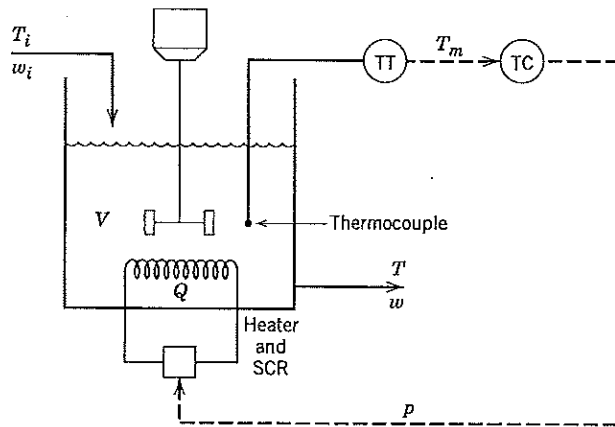 T_i
w_i
TT
T_m
TC
V
Thermocouple
Q
T
w
Heater
and
SCR
p